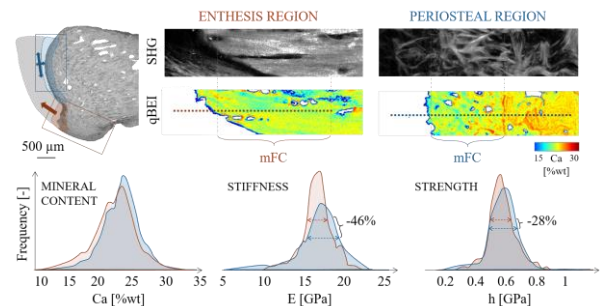 ENTHESIS REGION
PERIOSTEAL REGION
SHG
qBEI
500 µm
mFC
mFC
15 Ca 30
[%wt]
MINERAL
CONTENT
STIFFNESS
STRENGTH
-46%
-28%
Frequency [-]
10 15 20 25 30 35
Ca [%wt]
5 10 15 20 25
E [GPa]
0.2 0.4 0.6 0.8 1
h [GPa]